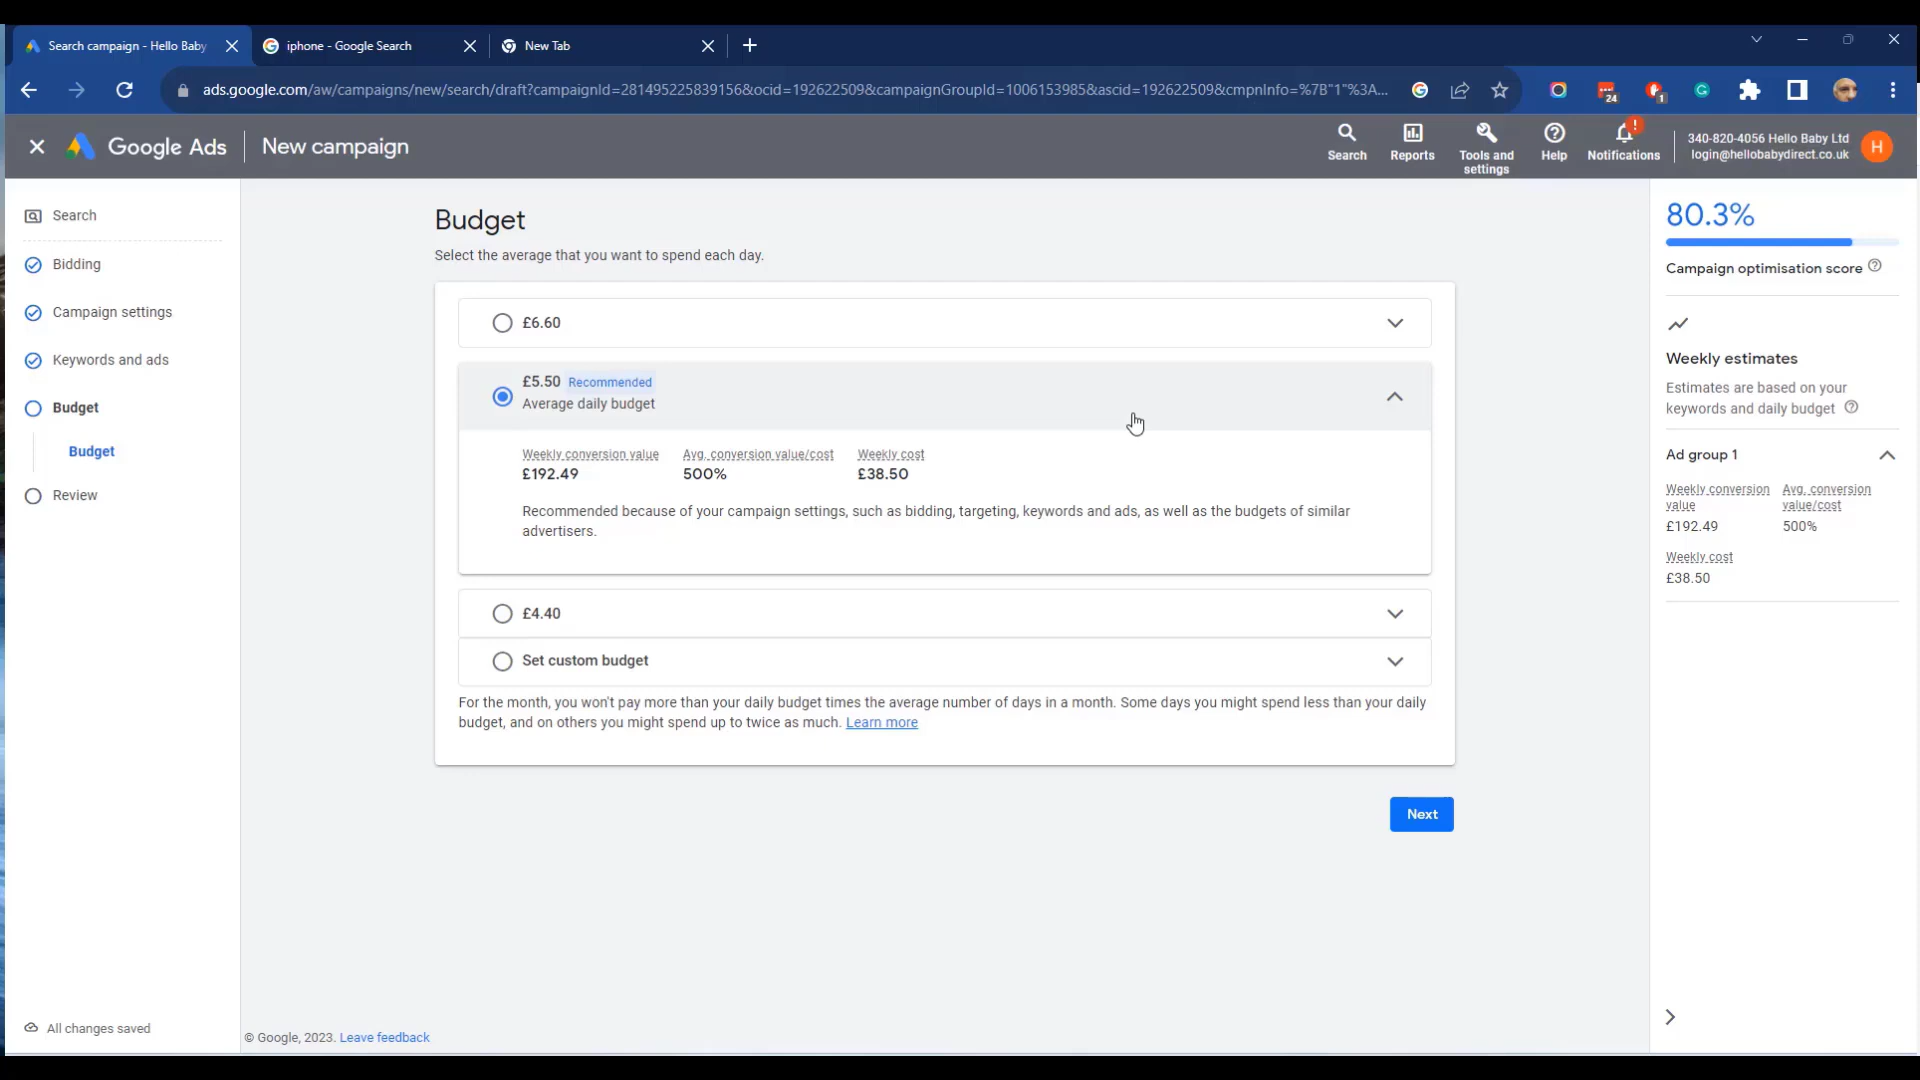 Search campaign - Hello Baby
iphone - Google Search
New Tab
ads.google.com/aw/campaigns/new/search/draft?campaignId=281495225839156&ocid=192622509&campaignGroupId=1006153985&ascid=192622509&cmpnInfo=%7B"1"%3A...
24
1
Google Ads
New campaign
Search
Reports
Tools and
settings
Help
!
Notifications
340-820-4056 Hello Baby Ltd
login@hellobabydirect.co.uk
H
Search
Bidding
Campaign settings
Keywords and ads
Budget
Budget
Review
All changes saved
Budget
Select the average that you want to spend each day.
£6.60
£5.50 Recommended
Average daily budget
Weekly conversion value Avg. conversion value/cost Weekly cost
£192.49 500% £38.50
Recommended because of your campaign settings, such as bidding, targeting, keywords and ads, as well as the budgets of similar
advertisers.
£4.40
Set custom budget
For the month, you won't pay more than your daily budget times the average number of days in a month. Some days you might spend less than your daily
budget, and on others you might spend up to twice as much. Learn more
Next
© Google, 2023. Leave feedback
80.3%
Campaign optimisation score
Weekly estimates
Estimates are based on your
keywords and daily budget
Ad group 1
Weekly conversion Avg. conversion
value value/cost
£192.49 500%
Weekly cost
£38.50